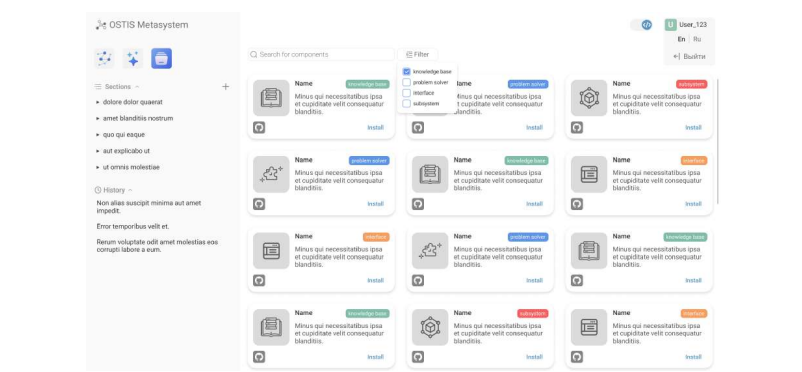 OSTIS Metasystem
User_123
En | Ru
Выйти
Search for components
Filter
knowledge base
problem solver
interface
subsystem
Sections
dolore dolor quaerat
amet blanditiis nostrum
quo qui eaque
aut explicabo ut
ut omnis molestiae
History
Non alias suscipit minima aut amet
impedit.
Error temporibus velit et.
Rerum voluptate odit amet molestias eos
corrupti labore a eum.
Name
knowledge base
Minus qui necessitatibus ipsa
et cupiditate velit consequatur
blanditiis.
Install
Name
problem solver
necessitatibus ipsa
velit consequatur
blanditiis.
Install
Name
subsystem
Minus qui necessitatibus ipsa
et cupiditate velit consequatur
blanditiis.
Install
Name
problem solver
Minus qui necessitatibus ipsa
et cupiditate velit consequatur
blanditiis.
Install
Name
knowledge base
Minus qui necessitatibus ipsa
et cupiditate velit consequatur
blanditiis.
Install
Name
interface
Minus qui necessitatibus ipsa
et cupiditate velit consequatur
blanditiis.
Install
Name
interface
Minus qui necessitatibus ipsa
et cupiditate velit consequatur
blanditiis.
Install
Name
problem solver
Minus qui necessitatibus ipsa
et cupiditate velit consequatur
blanditiis.
Install
Name
knowledge base
Minus qui necessitatibus ipsa
et cupiditate velit consequatur
blanditiis.
Install
Name
knowledge base
Minus qui necessitatibus ipsa
et cupiditate velit consequatur
blanditiis.
Install
Name
subsystem
Minus qui necessitatibus ipsa
et cupiditate velit consequatur
blanditiis.
Install
Name
interface
Minus qui necessitatibus ipsa
et cupiditate velit consequatur
blanditiis.
Install